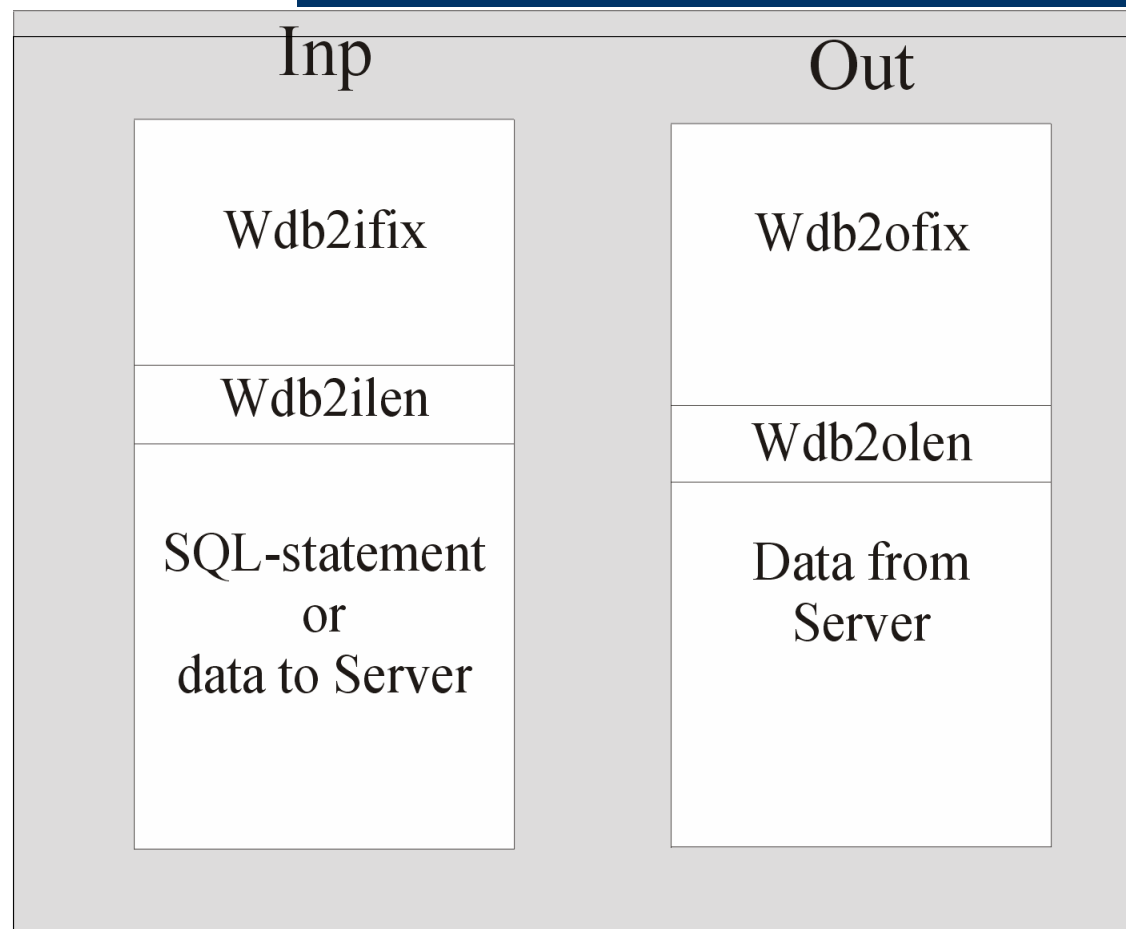 Inp
Wdb2ifix
Wdb2ilen
SQL-statement
or
data to Server
Out
Wdb2ofix
Wdb2olen
Data from
Server